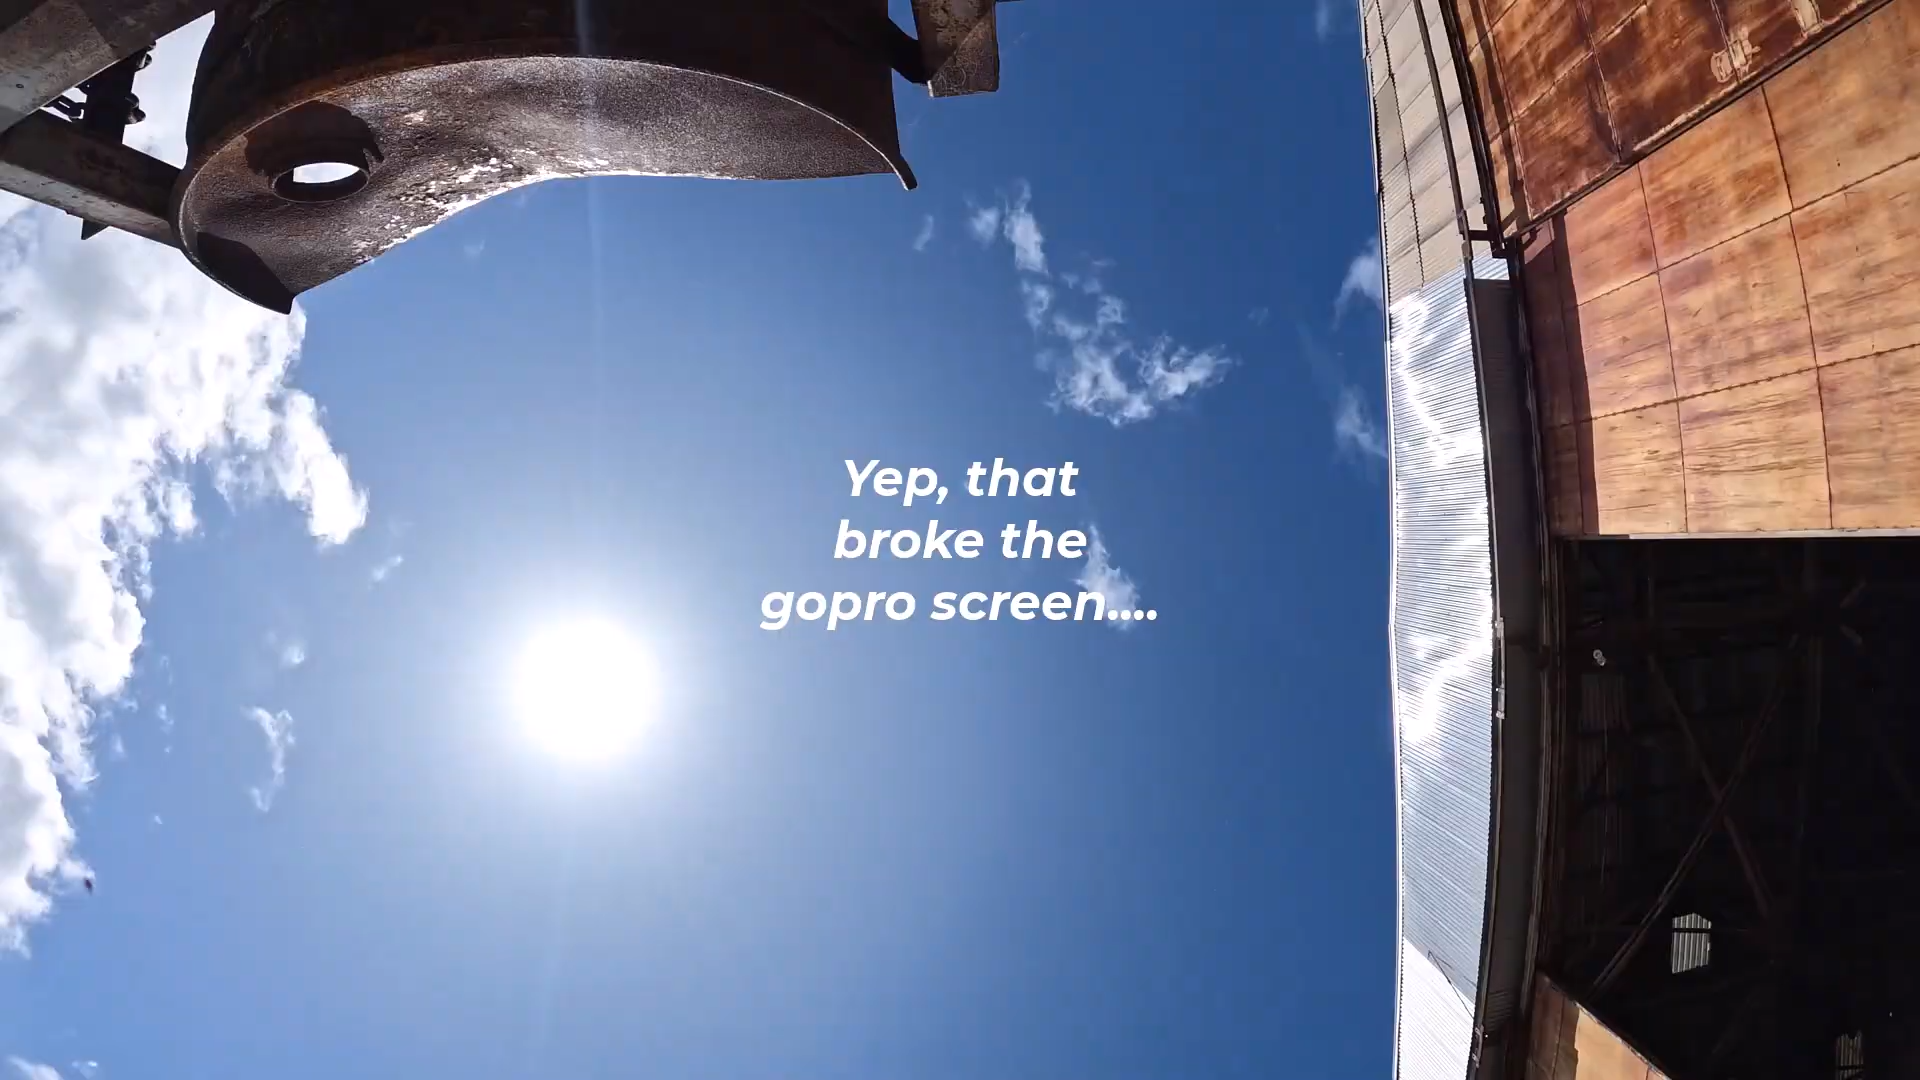 Yep, that
broke the
gopro screen....